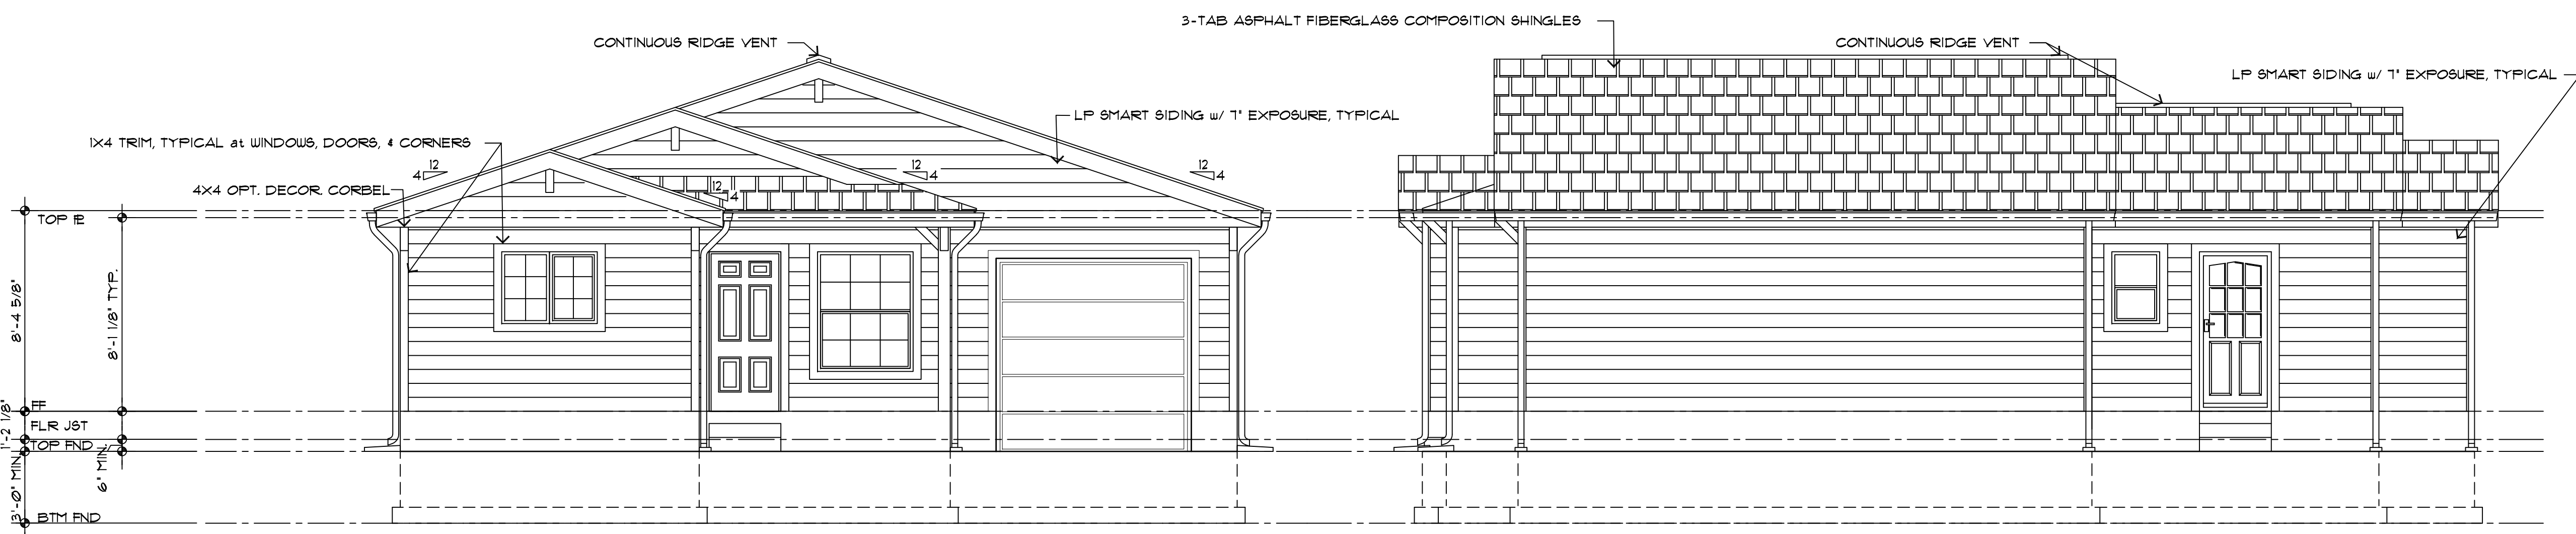 3-TAB ASPHALT FIBERGLASS COMPOSITION SHINGLES
CONTINUOUS RIDGE VENT
CONTINUOUS RIDGE VENT
LP SMART SIDING w/ 7" EXPOSURE, TYPICAL
LP SMART SIDING w/ 7" EXPOSURE, TYPICAL
1X4 TRIM, TYPICAL at WINDOWS, DOORS, & CORNERS
12
4
12
4
12
4
4X4 OPT. DECOR. CORBEL
12
4
TOP PL
8'-4 5/8"
8'-1 1/8" TYP.
FF
1'-2 1/8"
FLR JST
TOP FND
6" MIN.
3'-0" MIN.
BTM FND